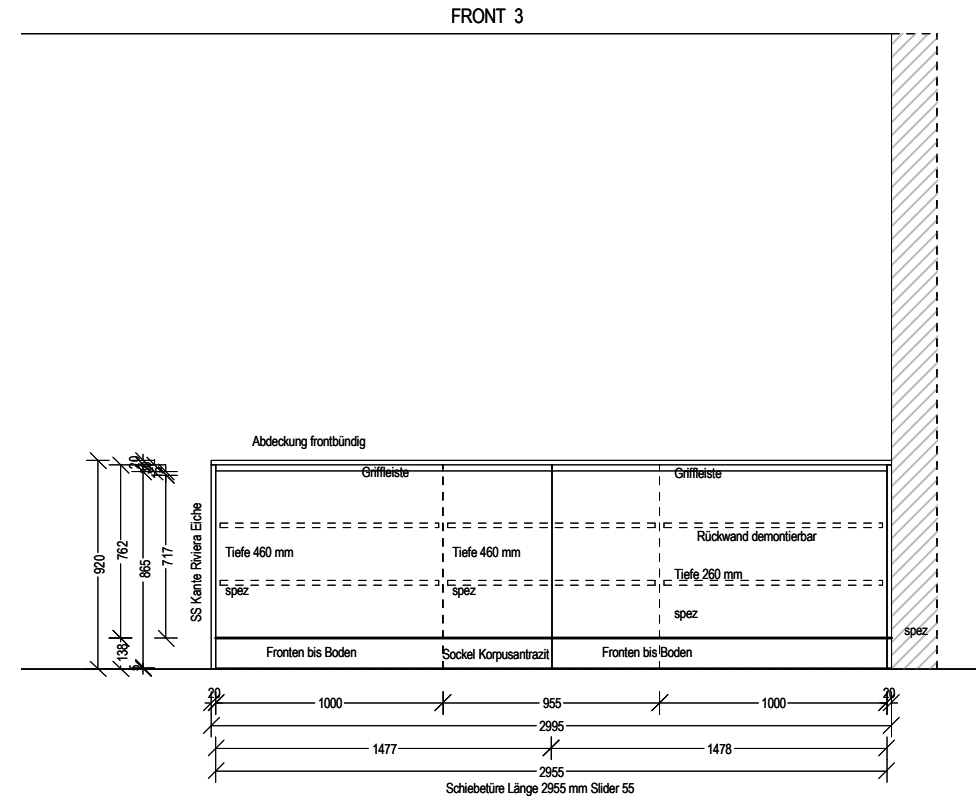 FRONT 3
Abdeckung frontbündig
Griffleiste
Griffleiste
20
920
762
865
717
138
5
SS Kante Riviera Eiche
Rückwand demontierbar
Tiefe 460 mm
Tiefe 460 mm
Tiefe 260 mm
spez
spez
spez
spez
Fronten bis Boden
Sockel Korpusantrazit
Fronten bis Boden
20
1000
955
1000
20
2995
1477
1478
2955
Schiebetüre Länge 2955 mm Slider 55